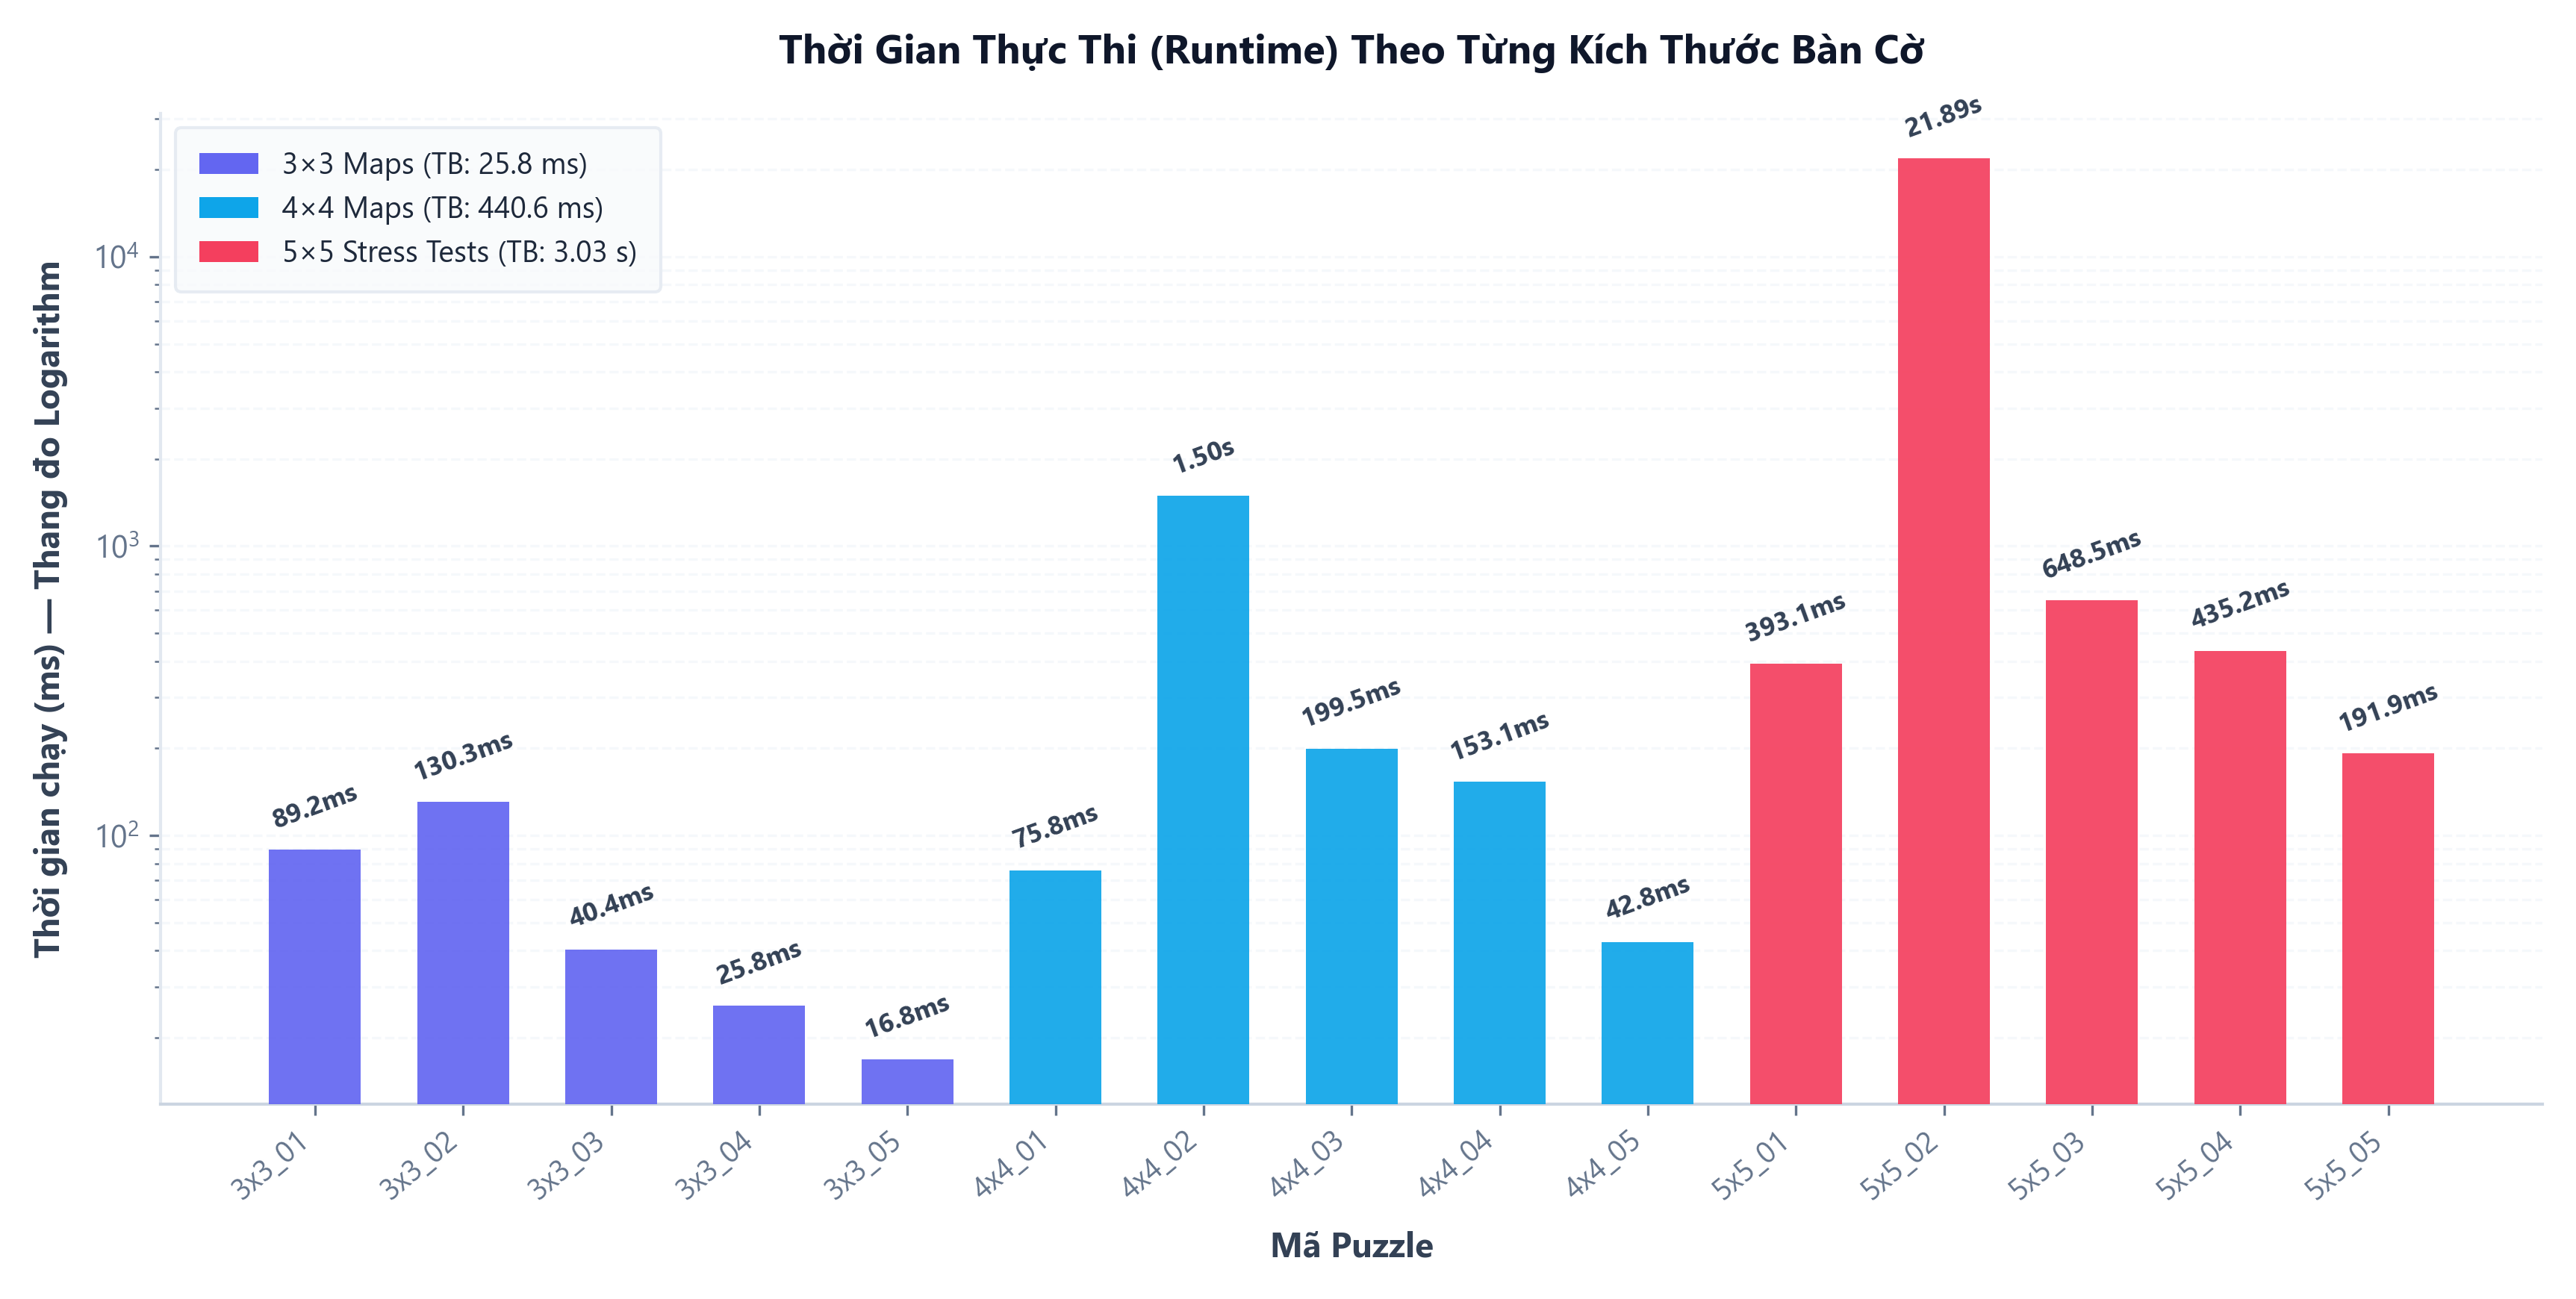 Thời Gian Thực Thi (Runtime) Theo Từng Kích Thước Bàn Cờ
3×3 Maps (TB: 25.8 ms)
4×4 Maps (TB: 440.6 ms)
5×5 Stress Tests (TB: 3.03 s)
Thời gian chạy (ms) — Thang đo Logarithm
10⁴
10³
10²
89.2ms
130.3ms
40.4ms
25.8ms
16.8ms
75.8ms
1.50s
199.5ms
153.1ms
42.8ms
393.1ms
21.89s
648.5ms
435.2ms
191.9ms
3x3_01
3x3_02
3x3_03
3x3_04
3x3_05
4x4_01
4x4_02
4x4_03
4x4_04
4x4_05
5x5_01
5x5_02
5x5_03
5x5_04
5x5_05
Mã Puzzle